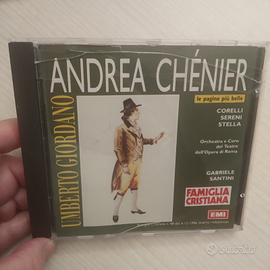 ANDREA CHÉNIER
le pagine più belle
UMBERTO GIORDANO
CORELLI
SERENI
STELLA
Orchestra e Coro
del Teatro
dell'Opera di Roma
GABRIELE
SANTINI
FAMIGLIA
CRISTIANA
EMI
subito